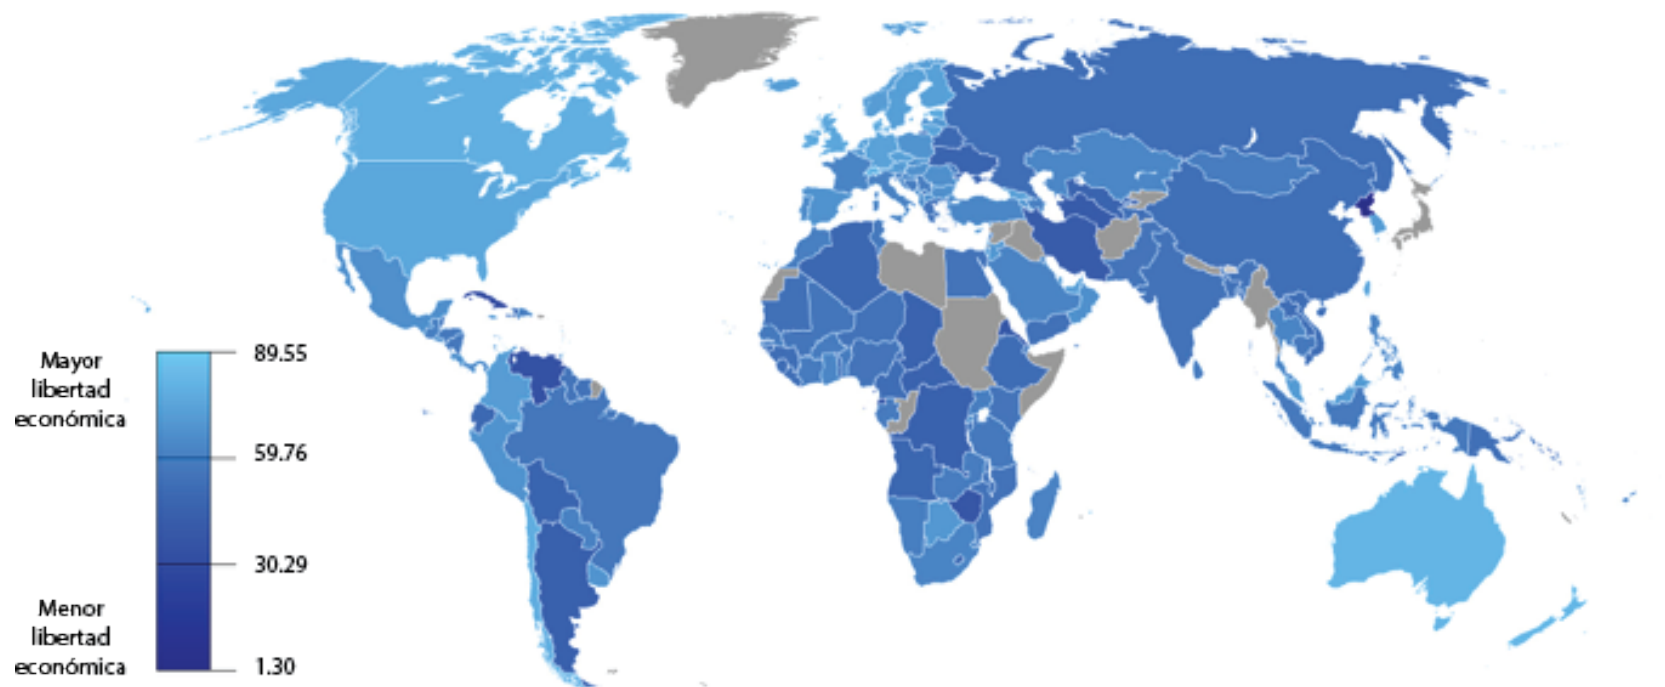 Mayor
libertad
económica
89.55
59.76
30.29
Menor
libertad
económica
1.30